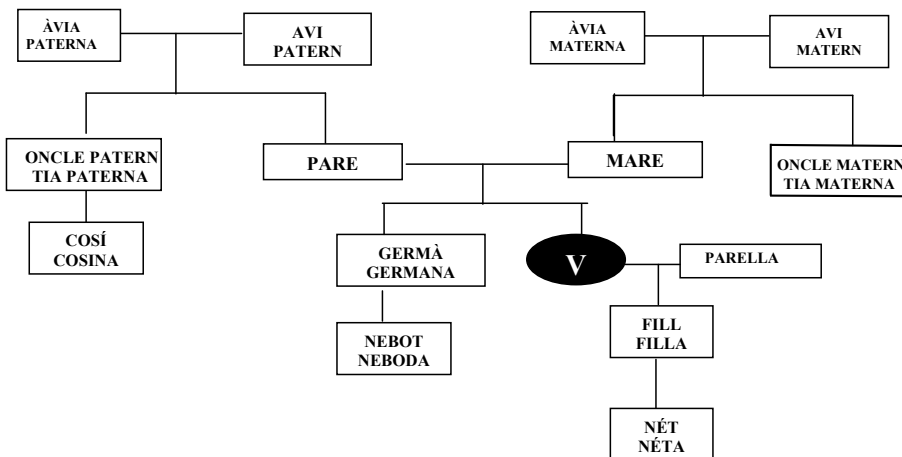 ÀVIA
PATERNA
AVI
PATERN
ÀVIA
MATERNA
AVI
MATERN
ONCLE PATERN
TIA PATERNA
PARE
MARE
ONCLE MATERN
TIA MATERNA
COSÍ
COSINA
GERMÀ
GERMANA
V
PARELLA
NEBOT
NEBODA
FILL
FILLA
NÉT
NÉTA